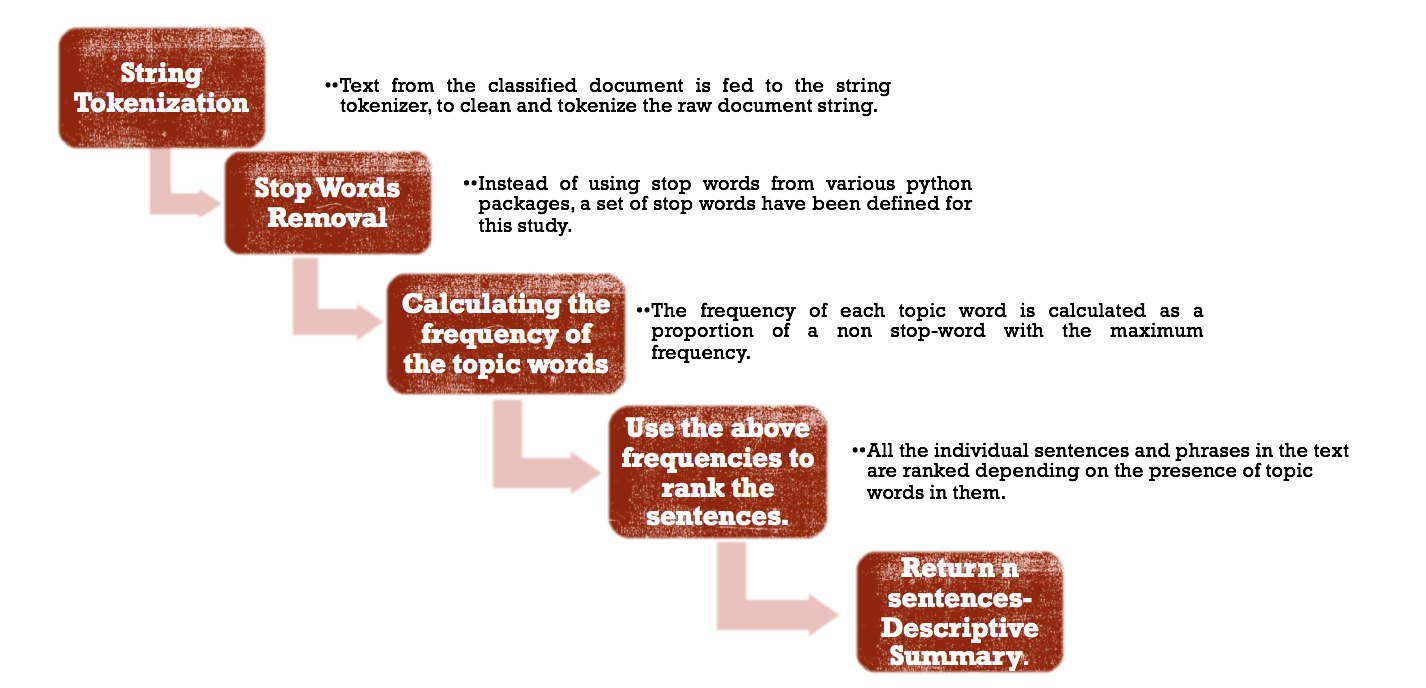 String
Tokenization
••Text from the classified document is fed to the string
tokenizer, to clean and tokenize the raw document string.
Stop Words
Removal
••Instead of using stop words from various python
packages, a set of stop words have been defined for
this study.
Calculating the
frequency of
the topic words
••The frequency of each topic word is calculated as a
proportion of a non stop-word with the maximum
frequency.
Use the above
frequencies to
rank the
sentences.
••All the individual sentences and phrases in the text
are ranked depending on the presence of topic
words in them.
Return n
sentences-
Descriptive
Summary.